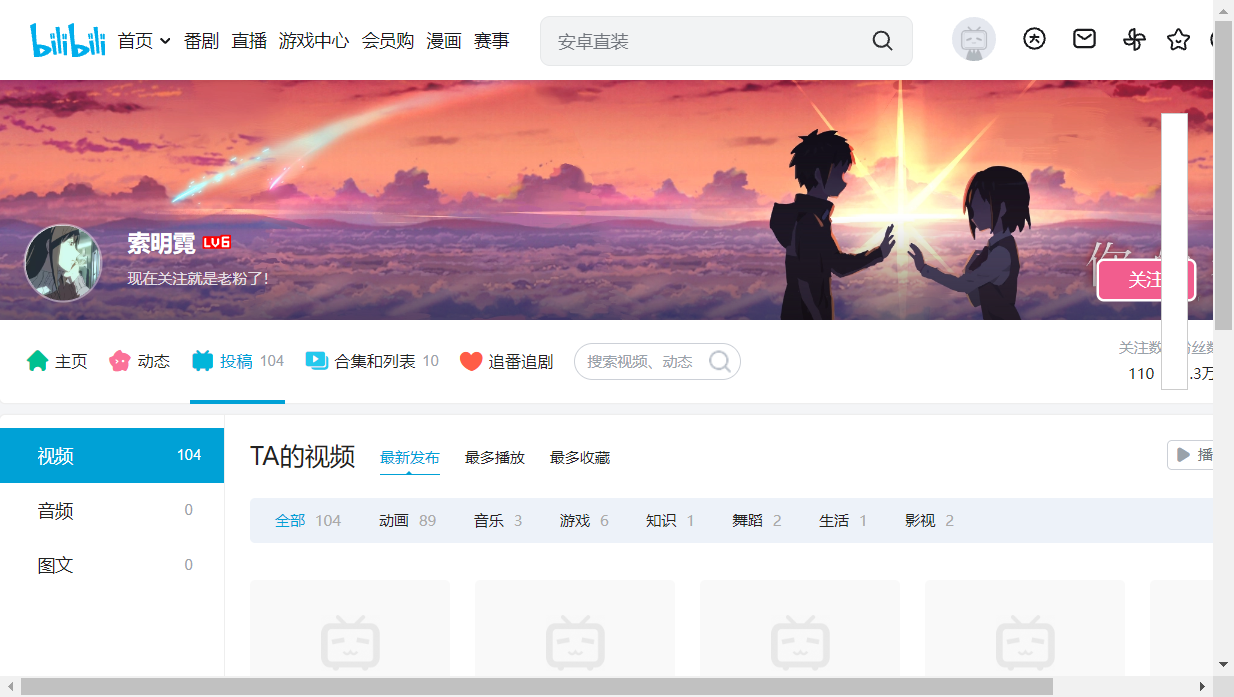 bilibili 首页 番剧 直播 游戏中心 会员购 漫画 赛事 安卓直装
索明霓 LV6
现在关注就是老粉了!
关注
主页 动态 投稿 104 合集和列表 10 追番追剧 搜索视频、动态
关注数
110 .3万
视频 104
音频 0
图文 0
TA的视频 最新发布 最多播放 最多收藏 播
全部 104 动画 89 音乐 3 游戏 6 知识 1 舞蹈 2 生活 1 影视 2